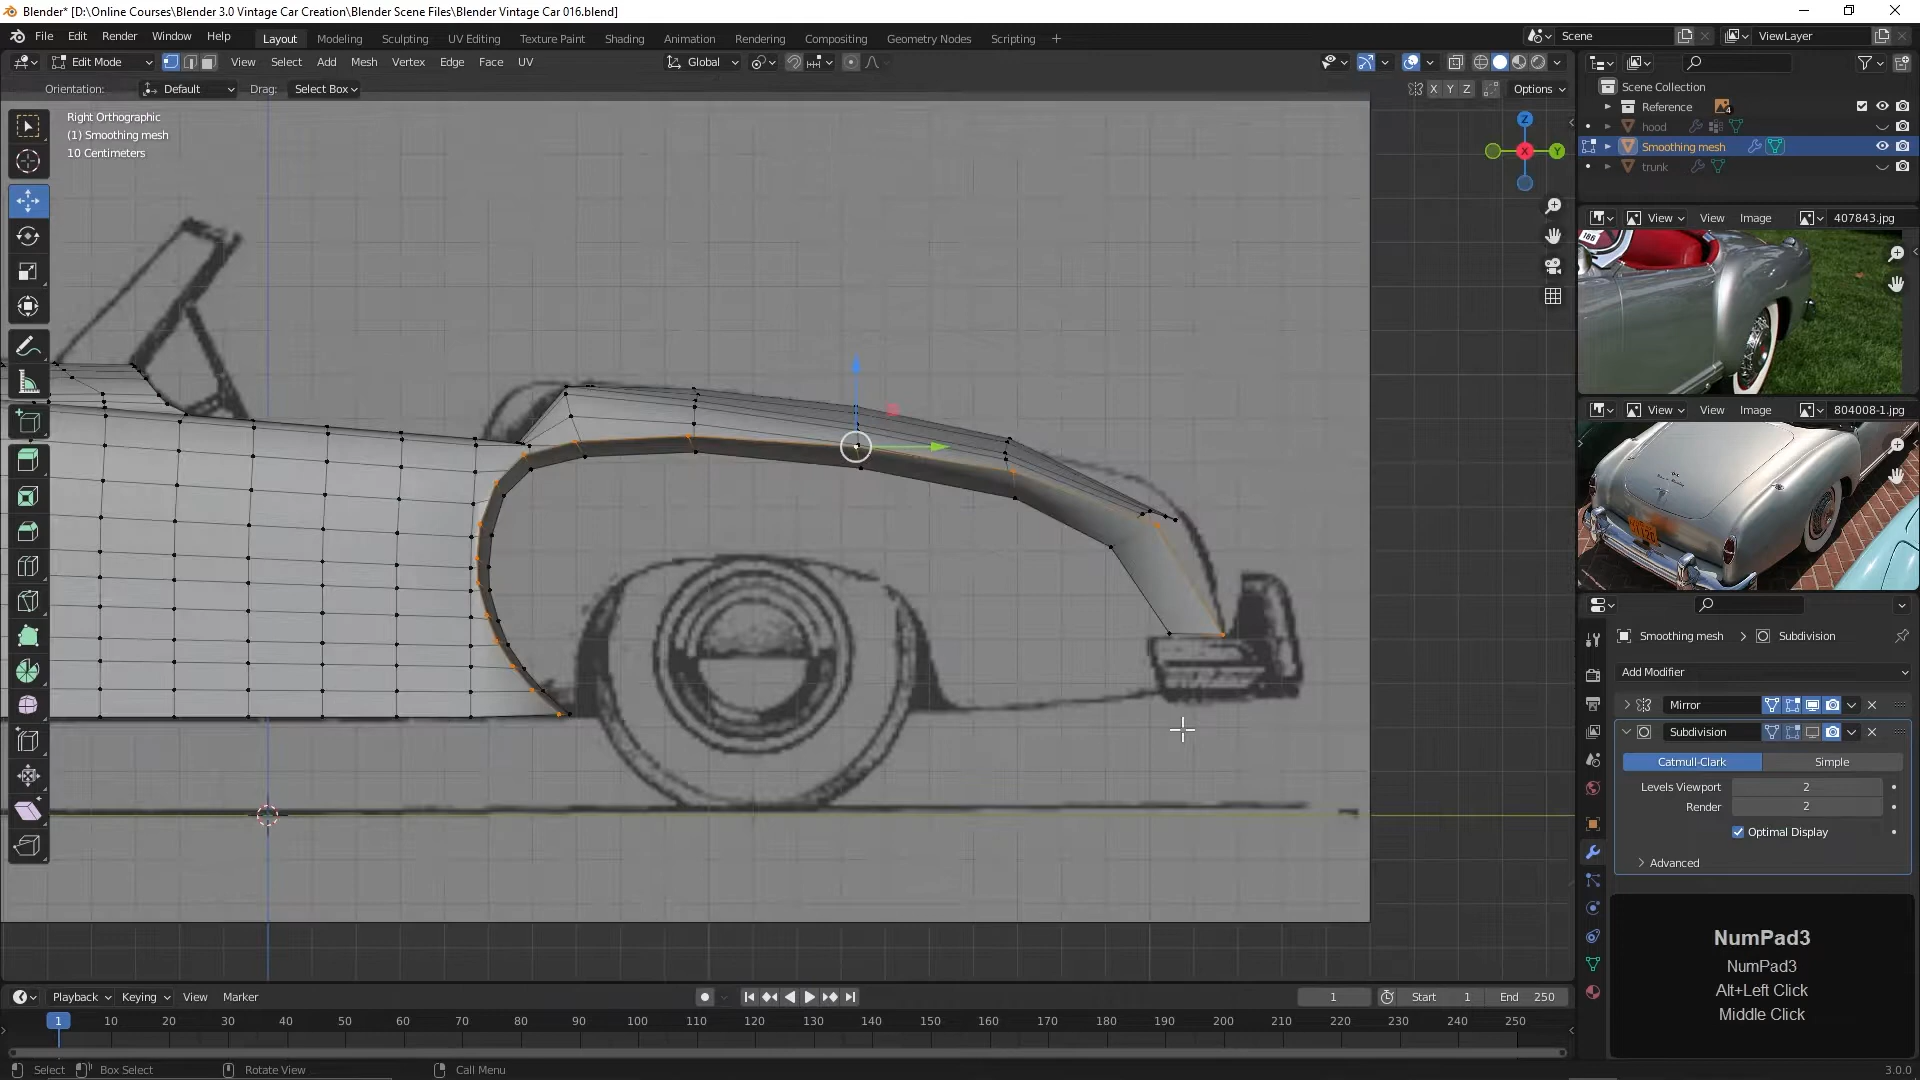 Blender* [D:\Online Courses\Blender 3.0 Vintage Car Creation\Blender Scene Files\Blender Vintage Car 016.blend]
File Edit Render Window Help Layout Modeling Sculpting UV Editing Texture Paint Shading Animation Rendering Compositing Geometry Nodes Scripting + Scene ViewLayer
Edit Mode View Select Add Mesh Vertex Edge Face UV Global
Orientation: Default Drag: Select Box X Y Z Options
Right Orthographic
(1) Smoothing mesh
10 Centimeters
Z
X
Y
Scene Collection
Reference 4
hood
Smoothing mesh
trunk
View View Image 407843.jpg
186
View View Image 804008-1.jpg
Smoothing mesh > Subdivision
Add Modifier
Mirror
Subdivision
Catmull-Clark Simple
Levels Viewport 2
Render 2
Optimal Display
Advanced
NumPad3
NumPad3
Alt+Left Click
Middle Click
Playback Keying View Marker 1 Start 1 End 250
1 10 20 30 40 50 60 70 80 90 100 110 120 130 140 150 160 170 180 190 200 210 220 230 240 250
Select Box Select Rotate View Call Menu 3.0.0